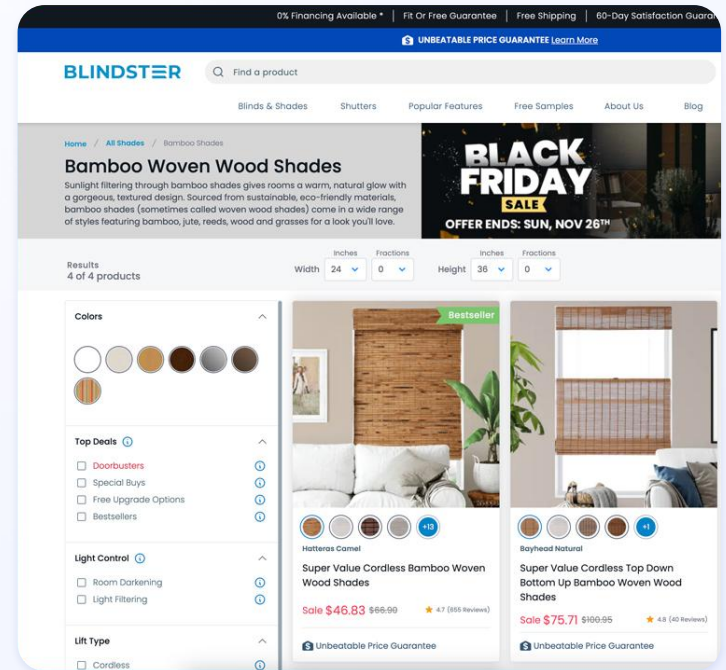 0% Financing Available * | Fit Or Free Guarantee | Free Shipping | 60-Day Satisfaction
UNBEATABLE PRICE GUARANTEE Learn More
BLINDSTER
Find a product
Blinds & Shades Shutters Popular Features Free Samples About Us Blog
Home / All Shades / Bamboo Shades
Bamboo Woven Wood Shades
Sunlight filtering through bamboo shades gives rooms a warm, natural glow with
a gorgeous, textured design. Sourced from sustainable, eco-friendly materials,
bamboo shades (sometimes called woven wood shades) come in a wide range
of styles featuring bamboo, jute, reeds, wood and grasses for a look you'll love.
BLACK
FRIDAY
SALE
OFFER ENDS: SUN, NOV 26TH
Results
4 of 4 products
Inches Fractions Inches Fractions
Width 24 0 Height 36 0
Colors
Top Deals
Doorbusters
Special Buys
Free Upgrade Options
Bestsellers
Light Control
Room Darkening
Light Filtering
Lift Type
Cordless
Bestseller
+13
Hatteras Camel
Super Value Cordless Bamboo Woven
Wood Shades
Sale $46.83 $66.90 4.7 (655 Reviews)
Unbeatable Price Guarantee
+1
Bayhead Natural
Super Value Cordless Top Down
Bottom Up Bamboo Woven Wood
Shades
Sale $75.71 $100.95 4.8 (40 Reviews)
Unbeatable Price Guarantee